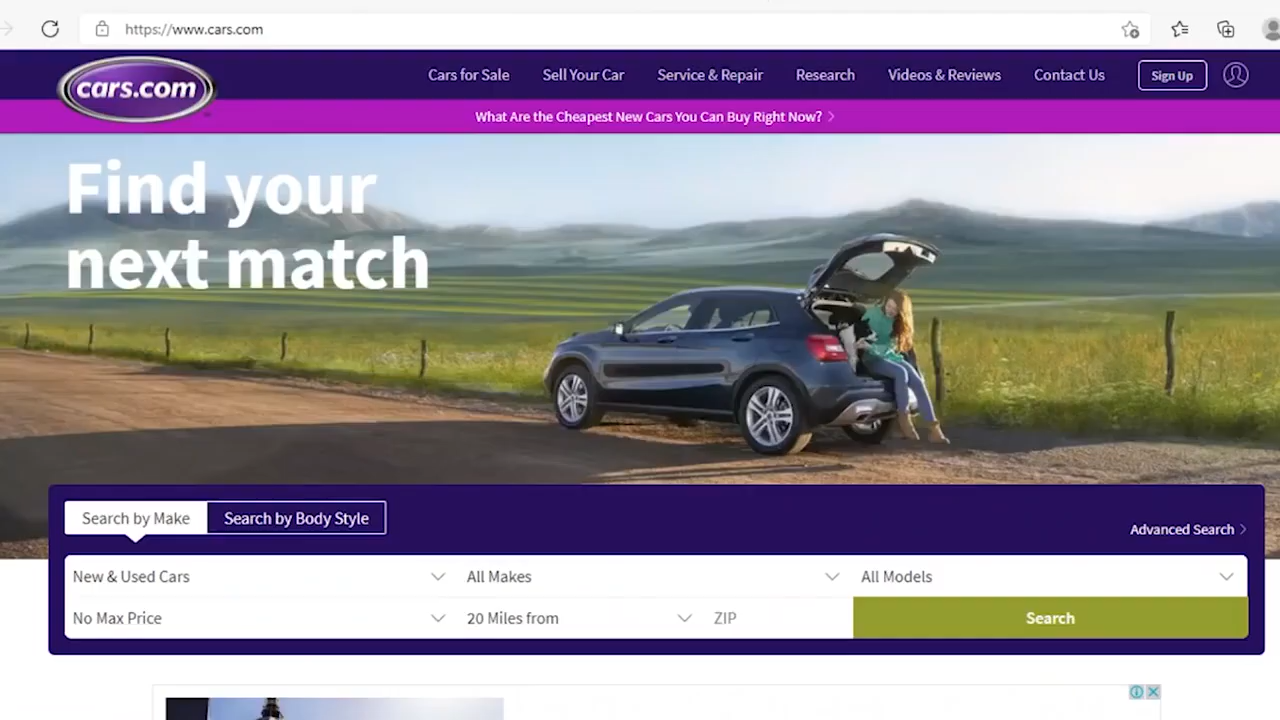 https://www.cars.com
cars.com
Cars for Sale
Sell Your Car
Service & Repair
Research
Videos & Reviews
Contact Us
Sign Up
What Are the Cheapest New Cars You Can Buy Right Now?
Find your
next match
Search by Make
Search by Body Style
Advanced Search
New & Used Cars
All Makes
All Models
No Max Price
20 Miles from
ZIP
Search